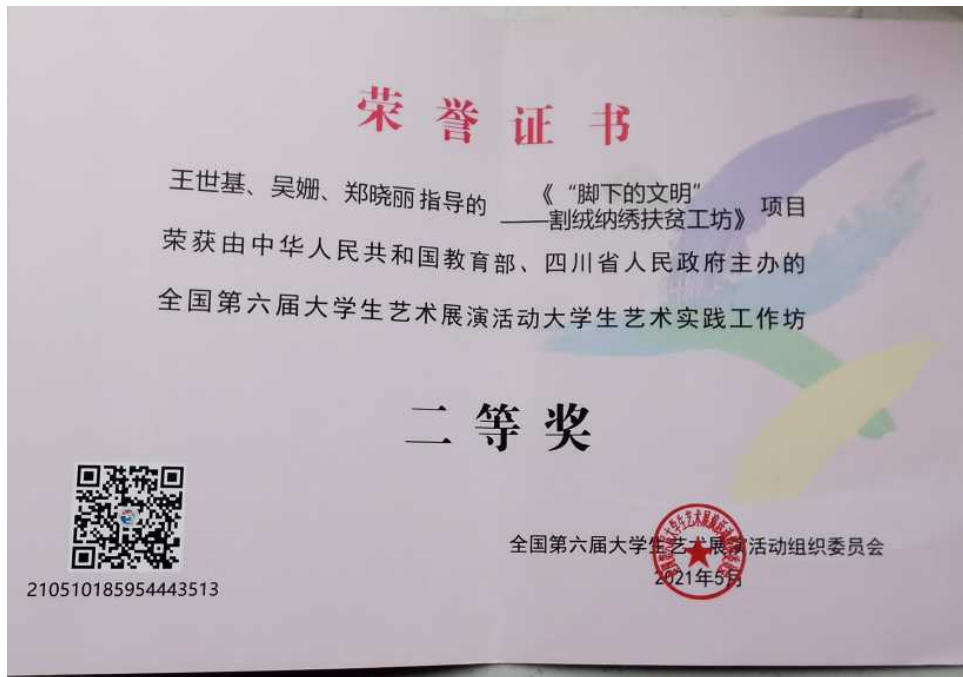 荣誉证书
王世基、吴姗、郑晓丽指导的 《“脚下的文明” 项目
——割绒纳绣扶贫工坊》
荣获由中华人民共和国教育部、四川省人民政府主办的
全国第六届大学生艺术展演活动大学生艺术实践工作坊
二等奖
全国第六届大学生艺术展演活动组织委员会
2021年5月
210510185954443513